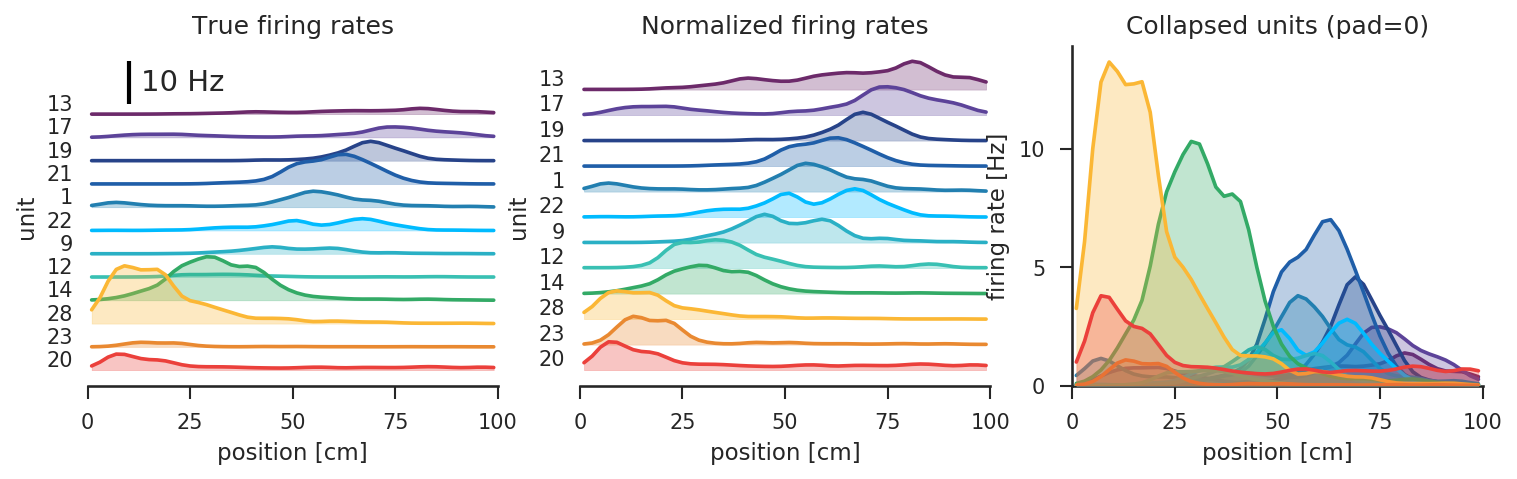 True firing rates
10 Hz
unit
13
17
19
21
1
22
9
12
14
28
23
20
0 25 50 75 100
position [cm]
Normalized firing rates
unit
13
17
19
21
1
22
9
12
14
28
23
20
0 25 50 75 100
position [cm]
Collapsed units (pad=0)
firing rate [Hz]
10
5
0
0 25 50 75 100
position [cm]